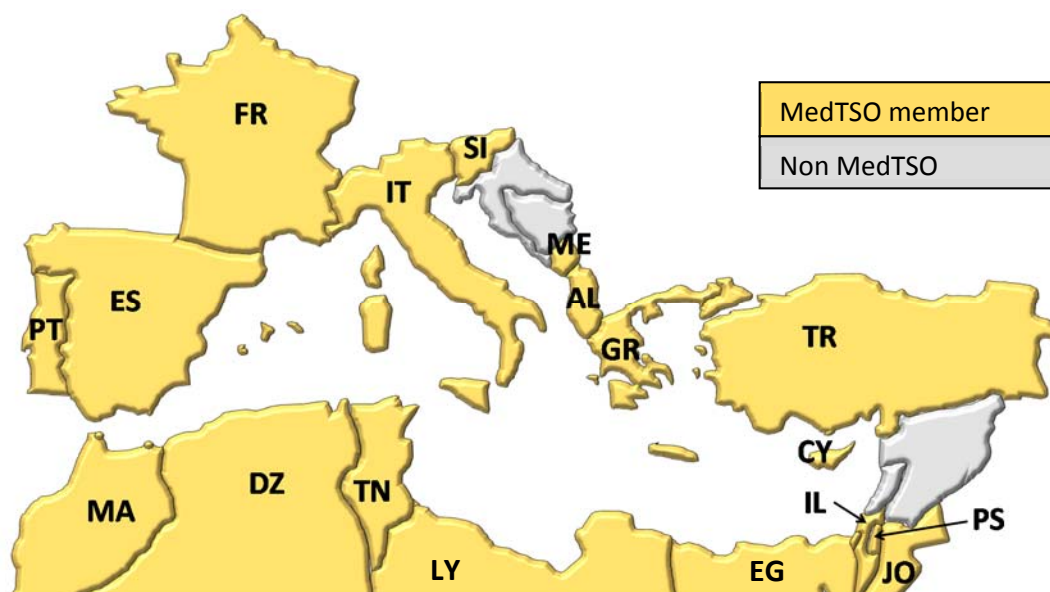 FR
MedTSO member
Non MedTSO
SI
IT
ME
ES
AL
PT
GR
TR
CY
DZ
TN
MA
IL
PS
LY
EG
JO